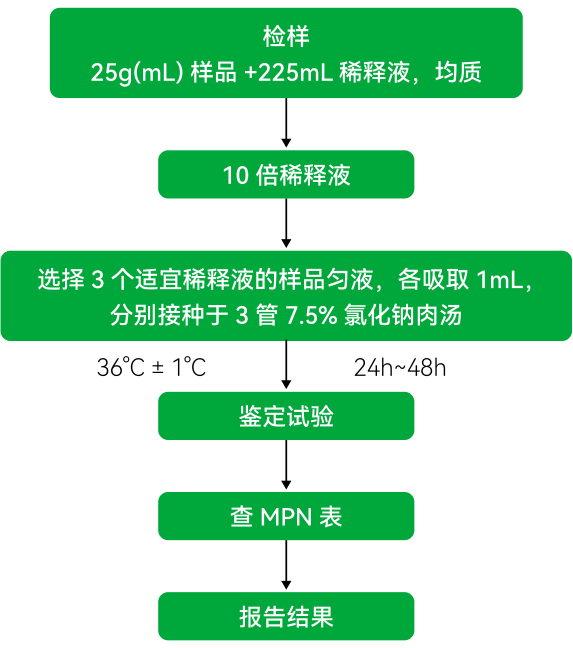 检样
25g(mL) 样品 +225mL 稀释液，均质
10 倍稀释液
选择 3 个适宜稀释液的样品匀液，各吸取 1mL，
分别接种于 3 管 7.5% 氯化钠肉汤
36℃ ± 1℃ 24h~48h
鉴定试验
查 MPN 表
报告结果